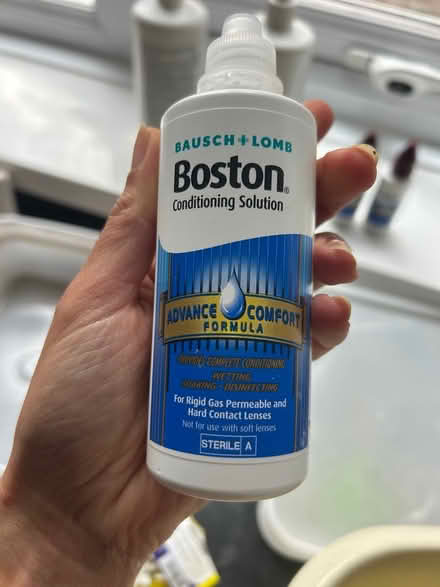 BAUSCH + LOMB
Boston®
Conditioning Solution
ADVANCE COMFORT
FORMULA
PROVIDES COMPLETE CONDITIONING
WETTING
SOAKING - DISINFECTING
For Rigid Gas Permeable and
Hard Contact Lenses
Not for use with soft lenses
STERILE A